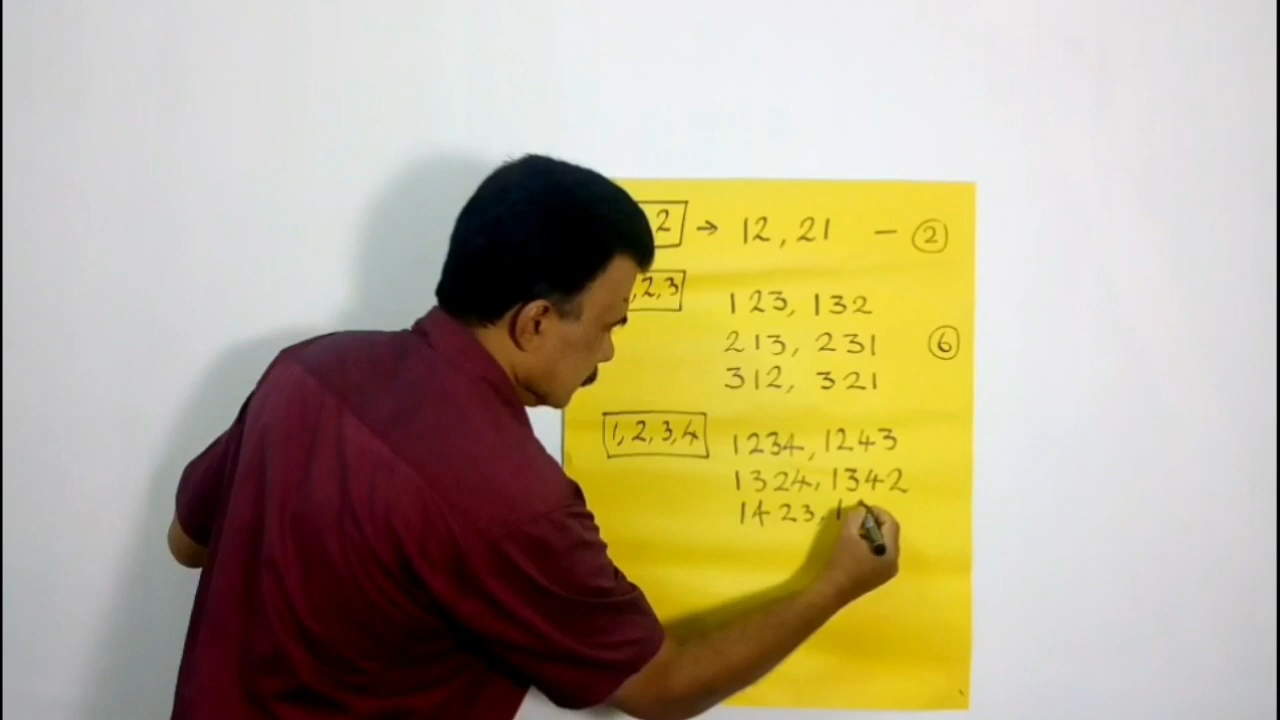 2 → 12, 21 - 2
,2,3 123, 132
213, 231 6
312, 321
1,2,3,4 1234, 1243
1324, 1342
1423, 1